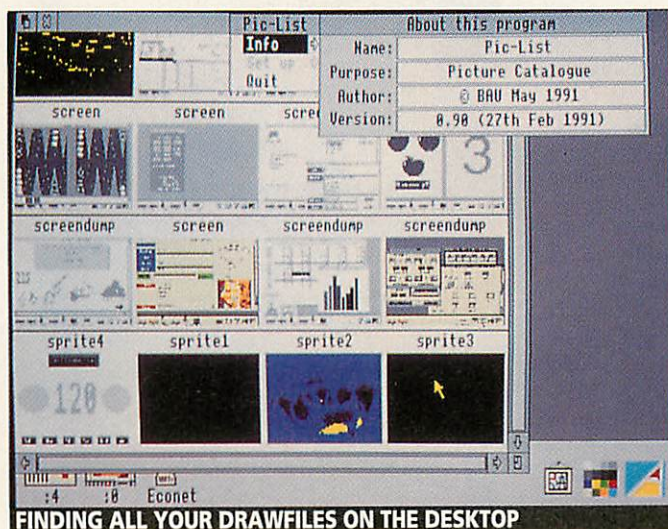 Pic-List
Info
Set up
Quit
About this program
Name: Pic-List
Purpose: Picture Catalogue
Author: © BAU May 1991
Version: 0.90 (27th Feb 1991)
screen screen
screendump screen screendump screendump
sprite4 sprite1 sprite2 sprite3
3
120
:4 :0 Econet
FINDING ALL YOUR DRAWFILES ON THE DESKTOP